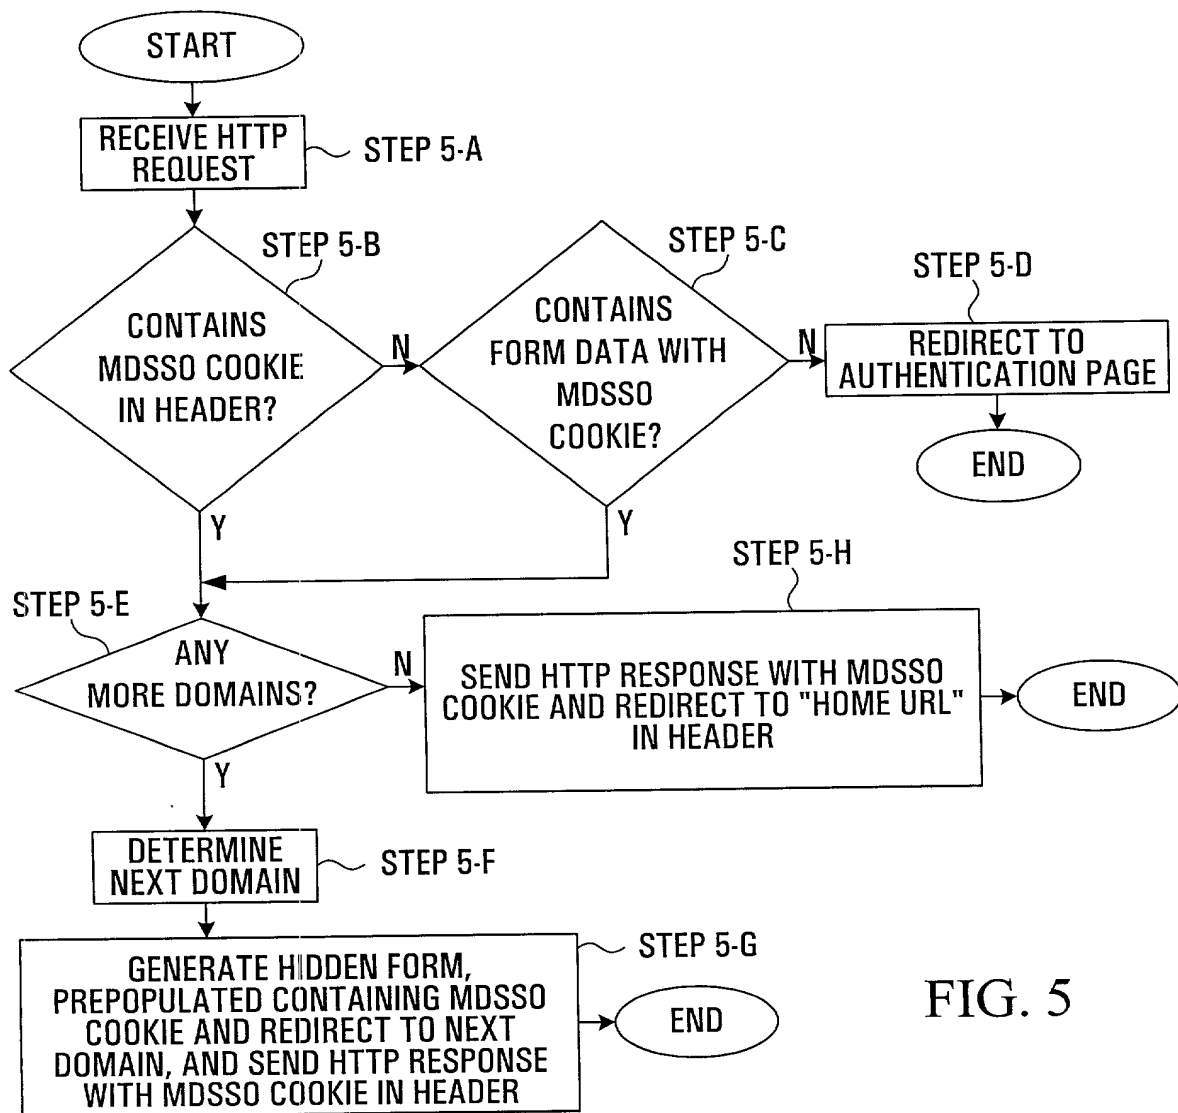 START
RECEIVE HTTP
REQUEST
STEP 5-A
STEP 5-B
CONTAINS
MDSSO COOKIE
IN HEADER?
N
Y
STEP 5-C
CONTAINS
FORM DATA WITH
MDSSO
COOKIE?
N
Y
STEP 5-D
REDIRECT TO
AUTHENTICATION PAGE
END
STEP 5-E
ANY
MORE DOMAINS?
N
Y
STEP 5-H
SEND HTTP RESPONSE WITH MDSSO
COOKIE AND REDIRECT TO "HOME URL"
IN HEADER
END
DETERMINE
NEXT DOMAIN
STEP 5-F
STEP 5-G
GENERATE HIDDEN FORM,
PREPOPULATED CONTAINING MDSSO
COOKIE AND REDIRECT TO NEXT
DOMAIN, AND SEND HTTP RESPONSE
WITH MDSSO COOKIE IN HEADER
END
FIG. 5